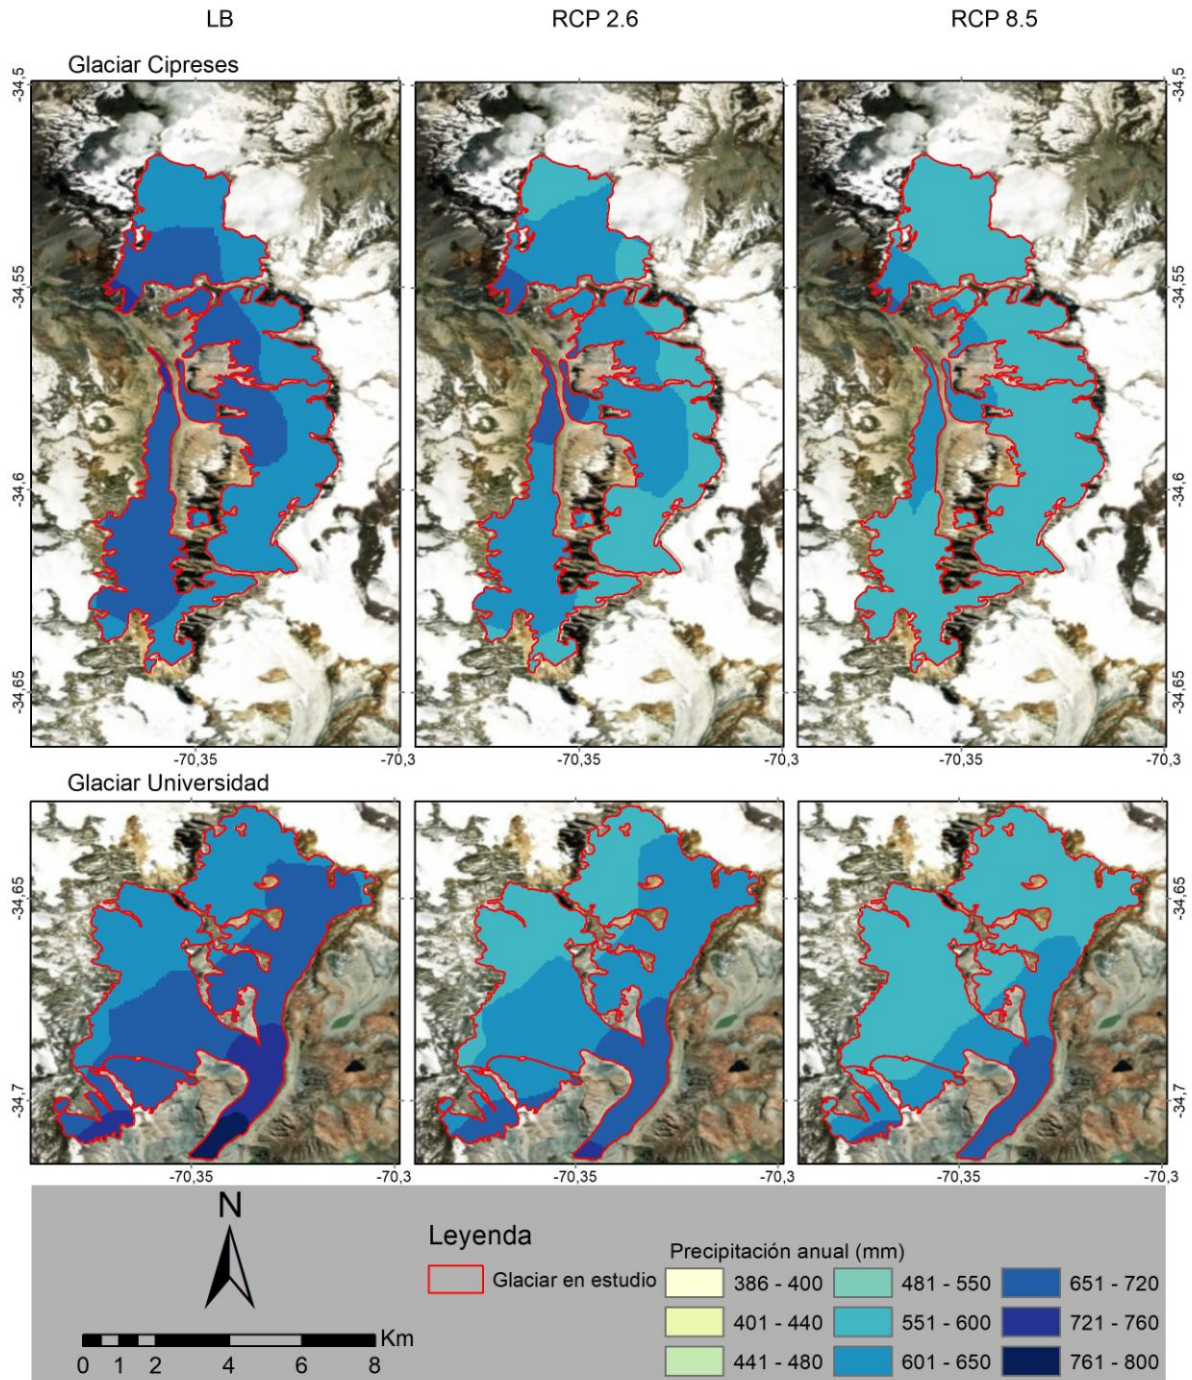 LB RCP 2.6 RCP 8.5
Glaciar Cipreses
-34,5 -34,5
-34,55 -34,55
-34,6 -34,6
-34,65 -34,65
-70,35 -70,3 -70,35 -70,3 -70,35 -70,3
Glaciar Universidad
-34,65 -34,65
-34,7 -34,7
-70,35 -70,3 -70,35 -70,3 -70,35 -70,3
N
Km
0 1 2 4 6 8
Leyenda
Glaciar en estudio
Precipitación anual (mm)
386 - 400 481 - 550 651 - 720
401 - 440 551 - 600 721 - 760
441 - 480 601 - 650 761 - 800